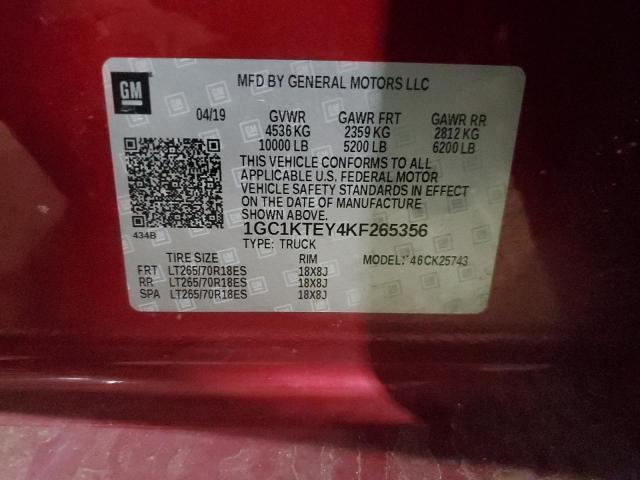 GM
MFD BY GENERAL MOTORS LLC
04/19 GVWR GAWR FRT GAWR RR
4536 KG 2359 KG 2812 KG
10000 LB 5200 LB 6200 LB
THIS VEHICLE CONFORMS TO ALL
APPLICABLE U.S. FEDERAL MOTOR
VEHICLE SAFETY STANDARDS IN EFFECT
ON THE DATE OF MANUFACTURE
SHOWN ABOVE.
434B
1GC1KTEY4KF265356
TYPE: TRUCK
TIRE SIZE RIM MODEL: 46CK25743
FRT LT265/70R18ES 18X8J
RR LT265/70R18ES 18X8J
SPA LT265/70R18ES 18X8J